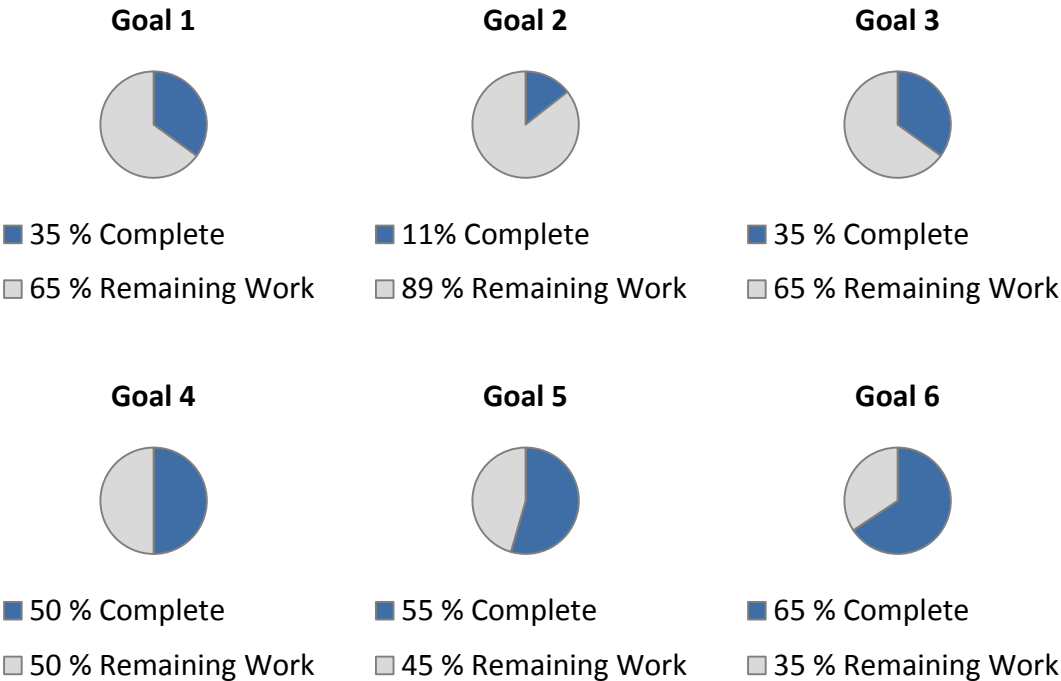 Goal 1
35 % Complete
65 % Remaining Work
Goal 2
11% Complete
89 % Remaining Work
Goal 3
35 % Complete
65 % Remaining Work
Goal 4
50 % Complete
50 % Remaining Work
Goal 5
55 % Complete
45 % Remaining Work
Goal 6
65 % Complete
35 % Remaining Work